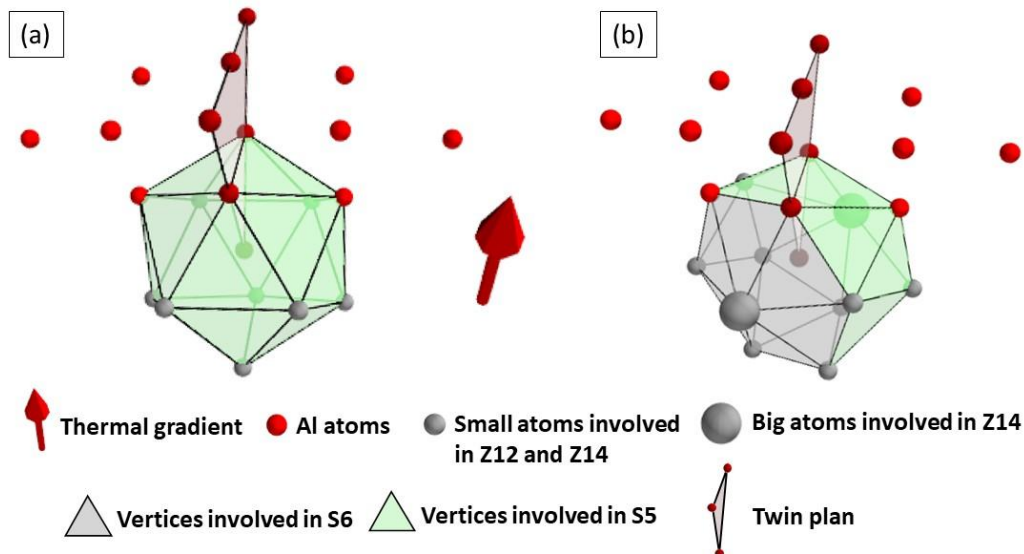 (a)
(b)
Thermal gradient
Al atoms
Small atoms involved
in Z12 and Z14
Big atoms involved in Z14
Vertices involved in S6
Vertices involved in S5
Twin plan